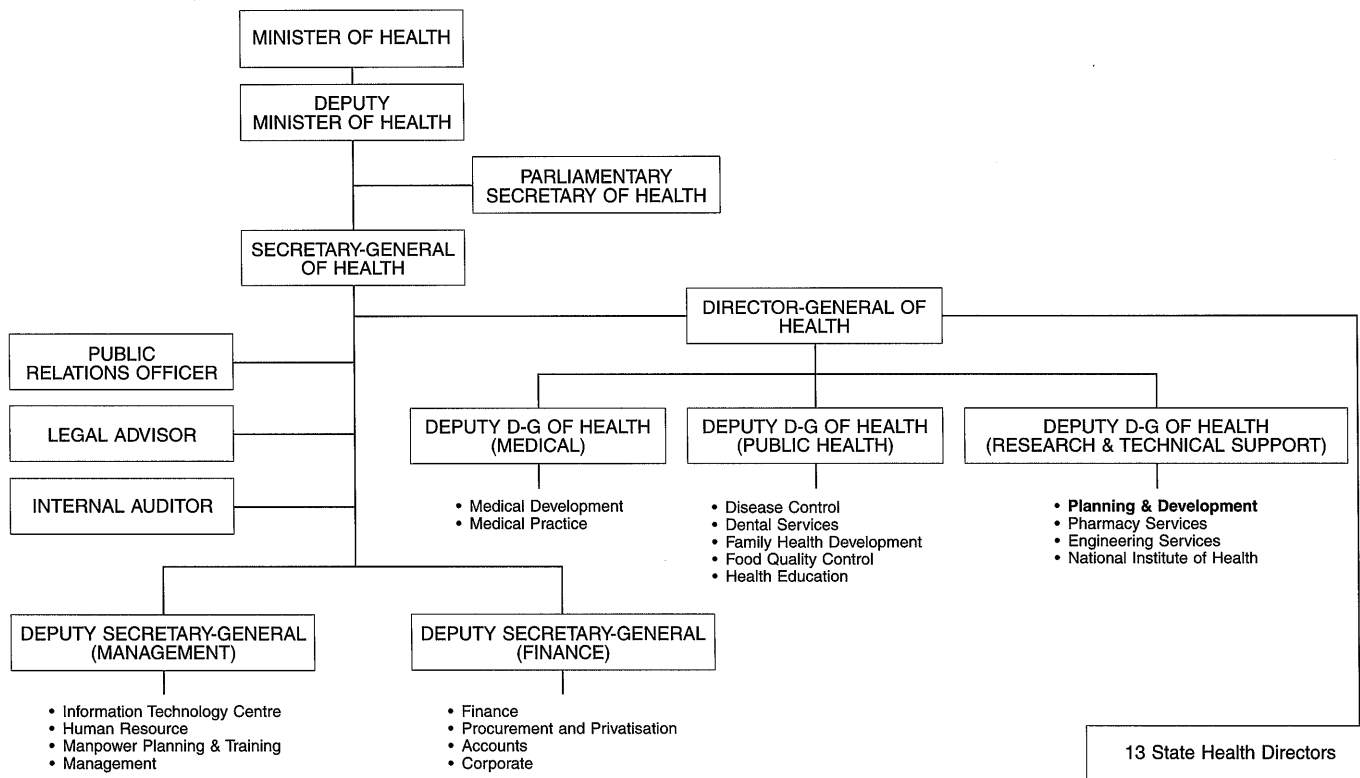 MINISTER OF HEALTH
DEPUTY
MINISTER OF HEALTH
PARLIAMENTARY
SECRETARY OF HEALTH
SECRETARY-GENERAL
OF HEALTH
DIRECTOR-GENERAL OF
HEALTH
PUBLIC
RELATIONS OFFICER
LEGAL ADVISOR
INTERNAL AUDITOR
DEPUTY D-G OF HEALTH
(MEDICAL)
• Medical Development
• Medical Practice
DEPUTY D-G OF HEALTH
(PUBLIC HEALTH)
• Disease Control
• Dental Services
• Family Health Development
• Food Quality Control
• Health Education
DEPUTY D-G OF HEALTH
(RESEARCH & TECHNICAL SUPPORT)
• Planning & Development
• Pharmacy Services
• Engineering Services
• National Institute of Health
DEPUTY SECRETARY-GENERAL
(MANAGEMENT)
• Information Technology Centre
• Human Resource
• Manpower Planning & Training
• Management
DEPUTY SECRETARY-GENERAL
(FINANCE)
• Finance
• Procurement and Privatisation
• Accounts
• Corporate
13 State Health Directors